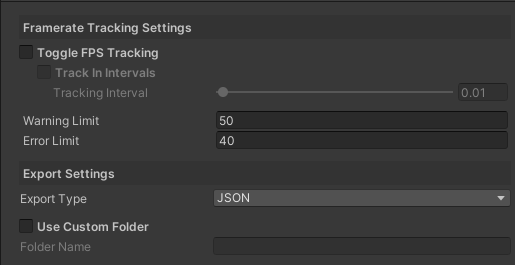 Framerate Tracking Settings
Toggle FPS Tracking
Track In Intervals
Tracking Interval 0.01
Warning Limit 50
Error Limit 40
Export Settings
Export Type JSON
Use Custom Folder
Folder Name